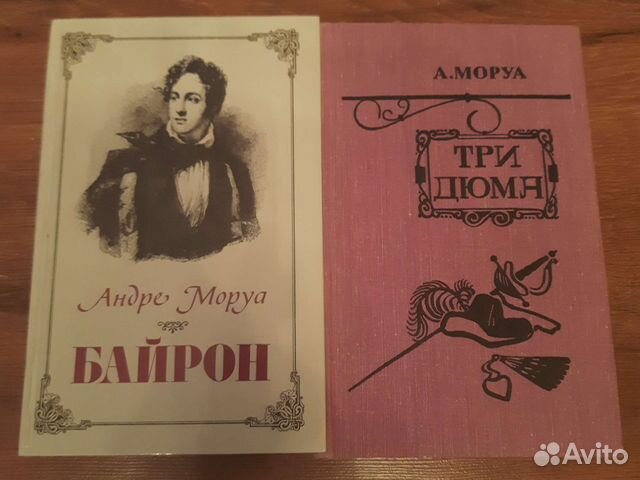 Андре Моруа
БАЙРОН
А.МОРУА
ТРИ
ДЮМА
Avito